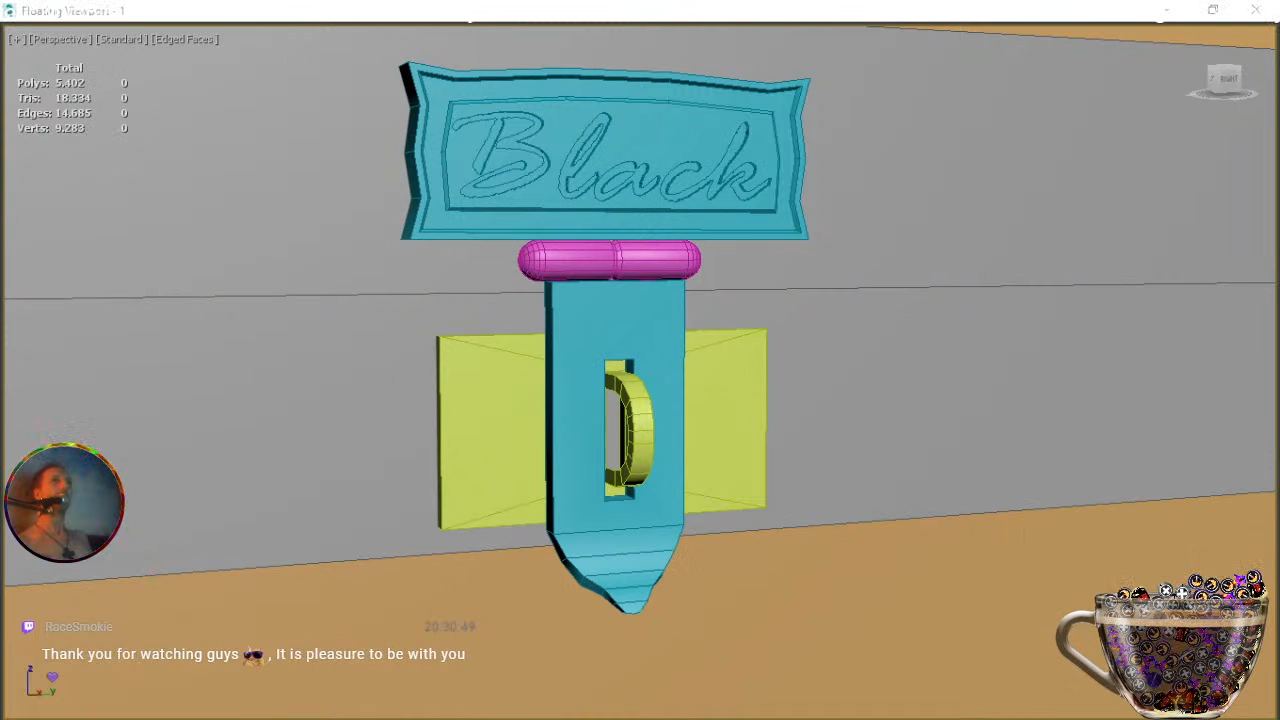 Floating Viewport - 1
[ + ] [Perspective ] [Standard ] [Edged Faces ]
Total
Polys: 5.402 0
Tris: 18.334 0
Edges: 14.685 0
Verts: 9.283 0
RIGHT
Black
RaceSmokie 20:30:49
Thank you for watching guys , It is pleasure to be with you
z
x y